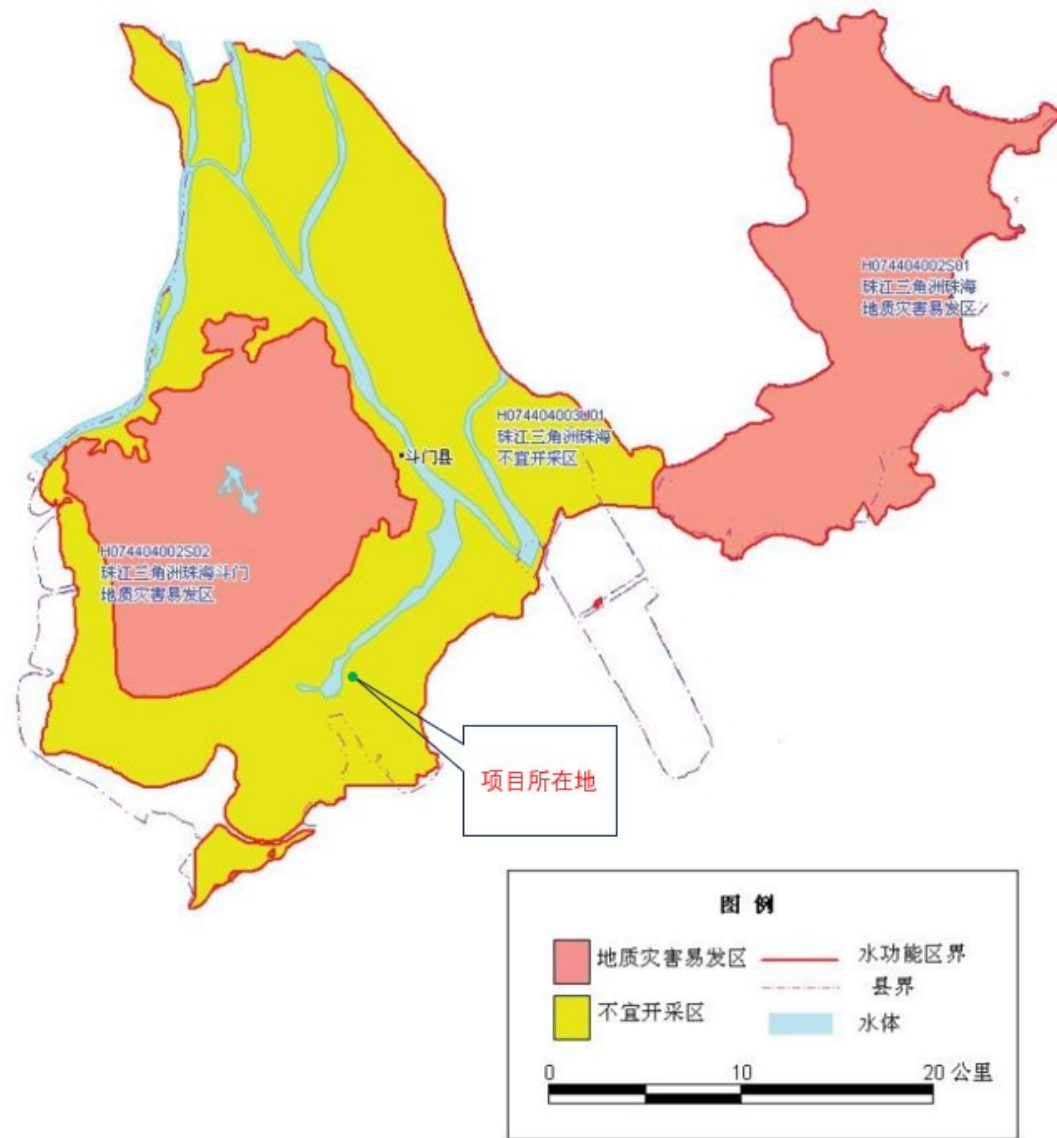 H074404002S01
珠江三角洲珠海
地质灾害易发区
H074404003U01
珠江三角洲珠海
不宜开采区
斗门县
H074404002S02
珠江三角洲珠海斗门
地质灾害易发区
项目所在地
图 例
地质灾害易发区
水功能区界
县界
不宜开采区
水体
0 10 20 公里